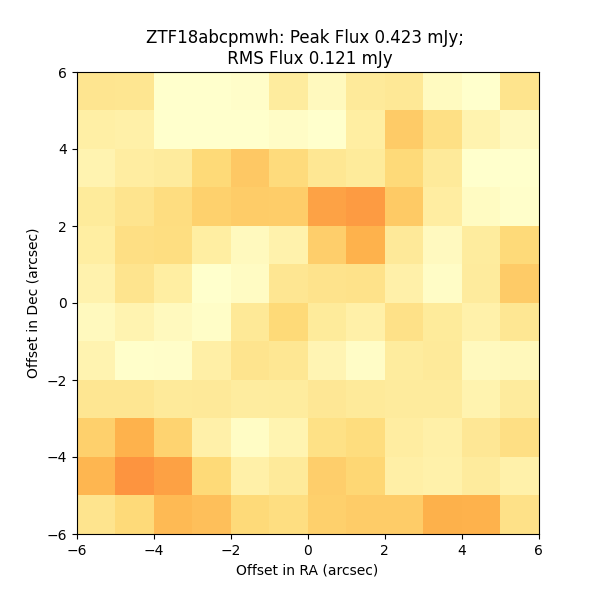 ZTF18abcpmwh: Peak Flux 0.423 mJy;
RMS Flux 0.121 mJy
6
4
2
0
−2
−4
−6
Offset in Dec (arcsec)
−6 −4 −2 0 2 4 6
Offset in RA (arcsec)